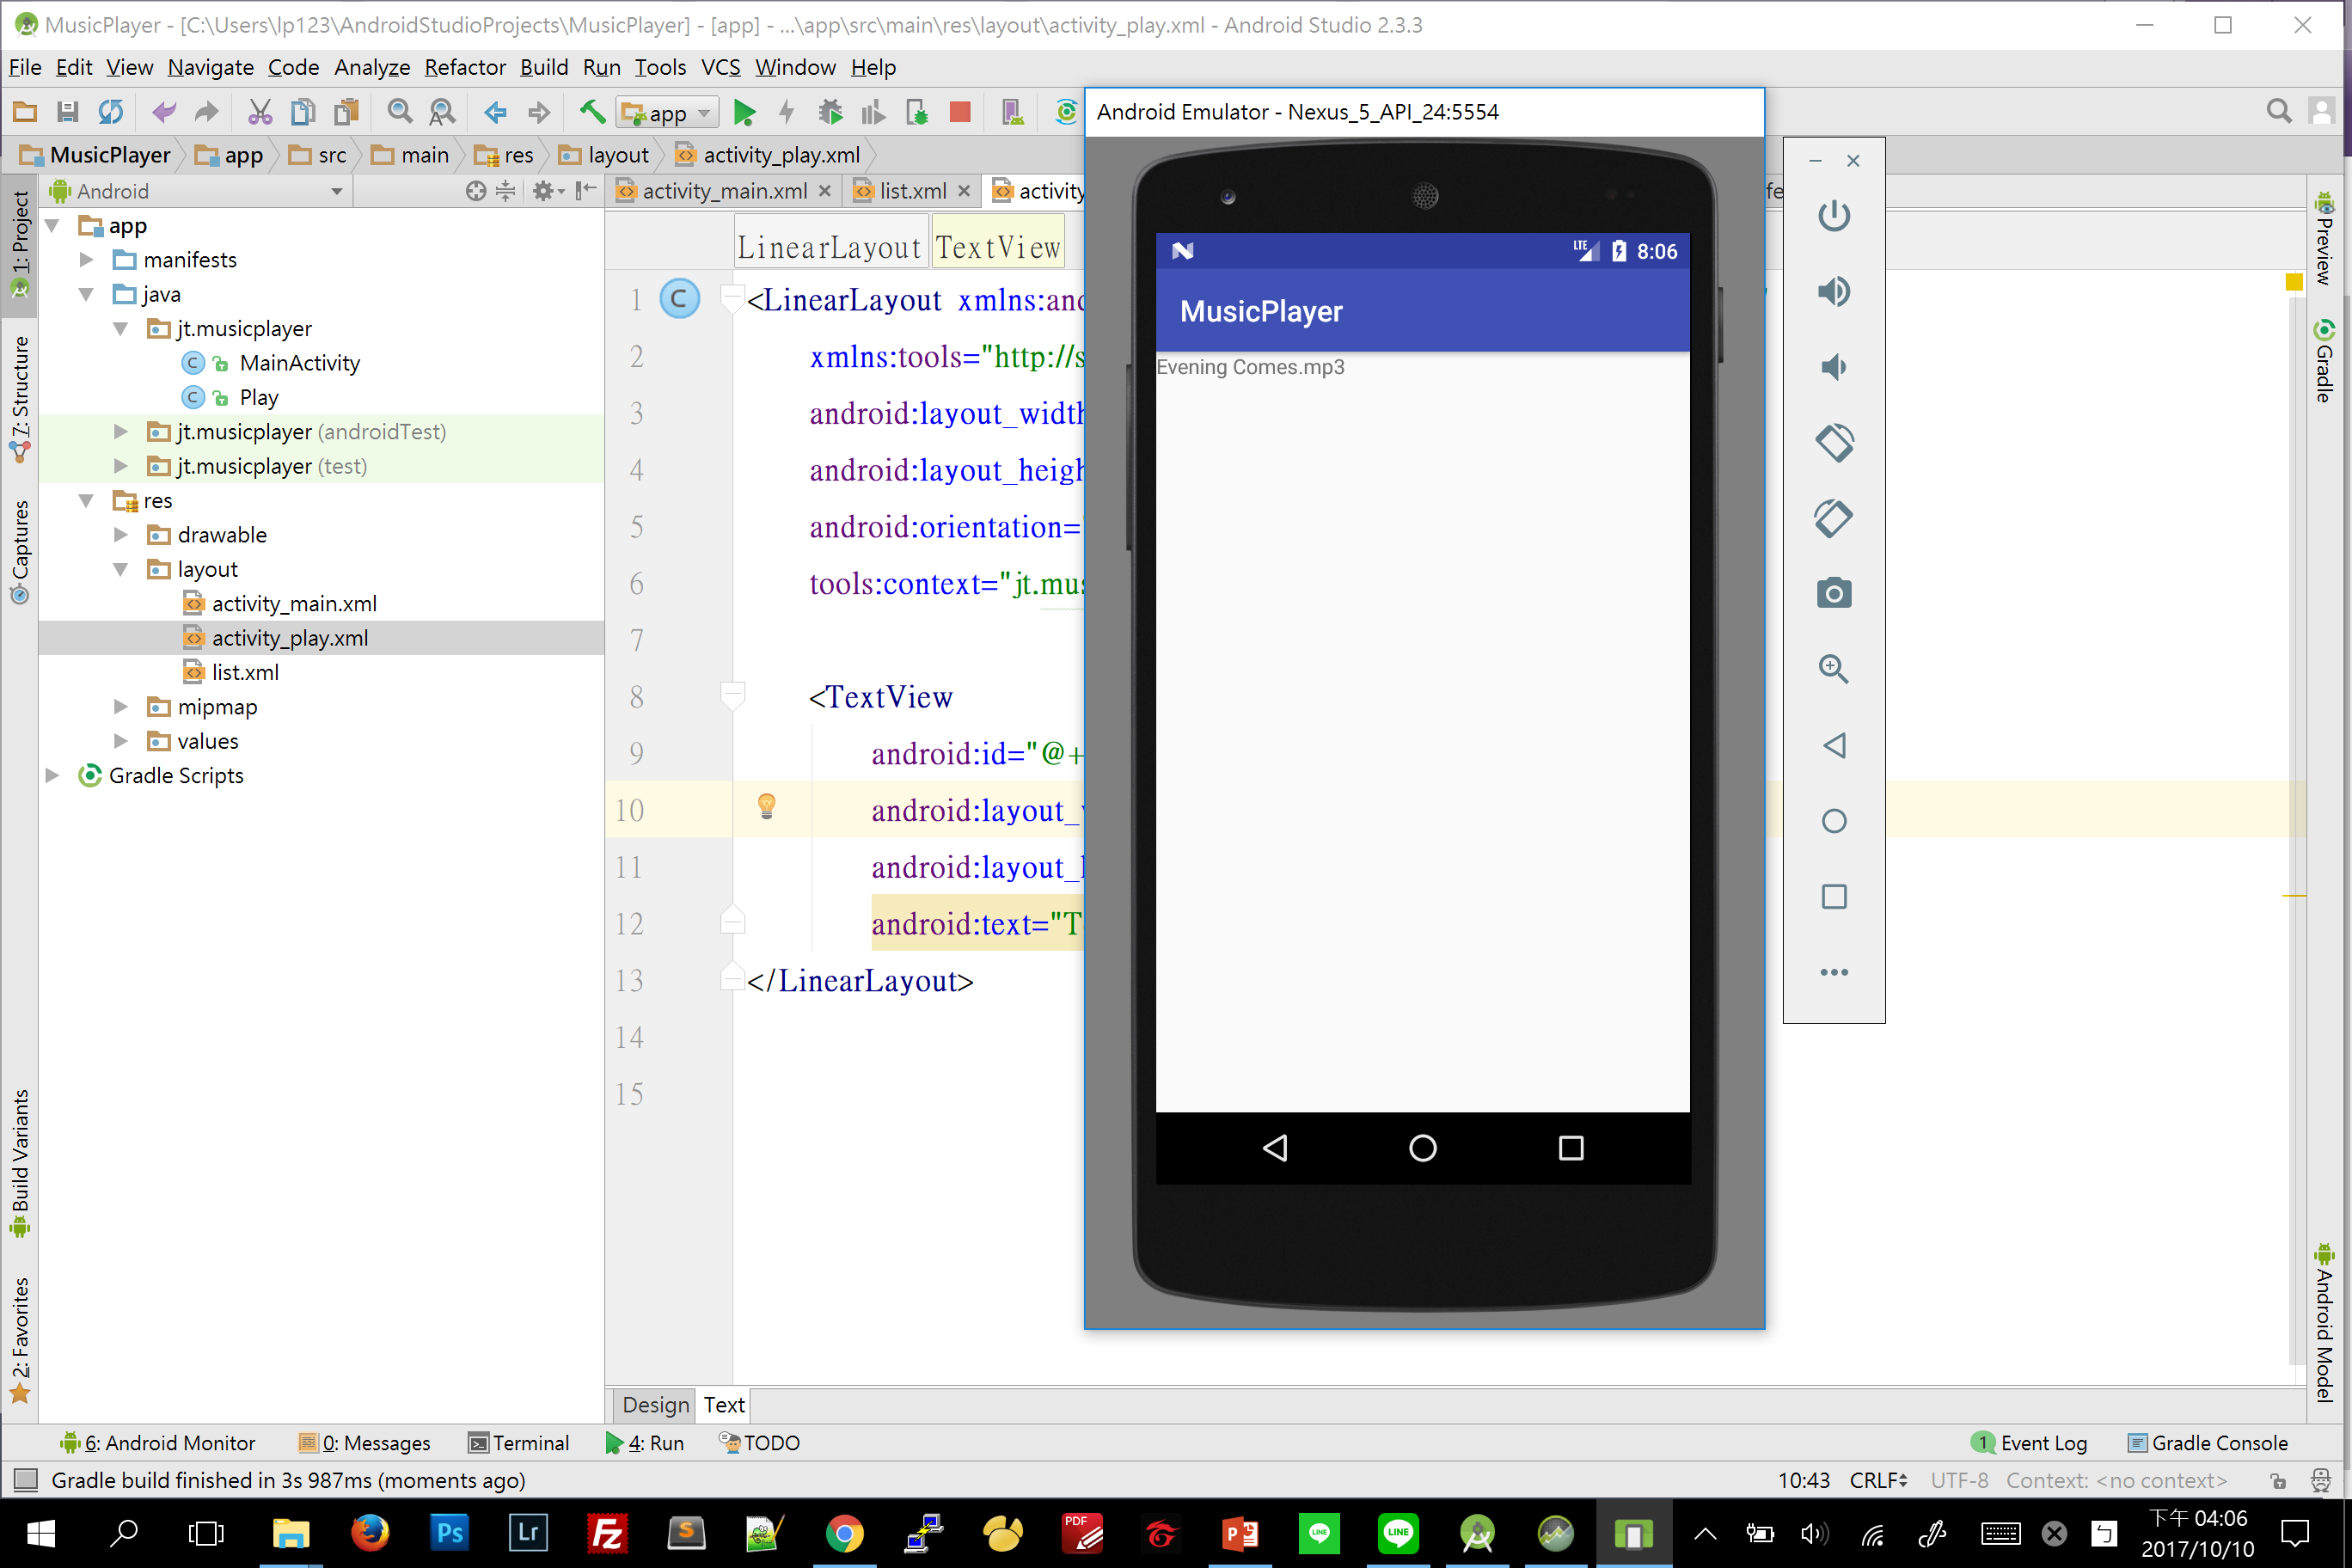 MusicPlayer - [C:\Users\lp123\AndroidStudioProjects\MusicPlayer] - [app] - ...\app\src\main\res\layout\activity_play.xml - Android Studio 2.3.3
File Edit View Navigate Code Analyze Refactor Build Run Tools VCS Window Help
app
MusicPlayer app src main res layout activity_play.xml
Android
activity_main.xml list.xml activity
1: Project
7: Structure
Captures
Build Variants
2: Favorites
app
manifests
java
jt.musicplayer
MainActivity
Play
jt.musicplayer (androidTest)
jt.musicplayer (test)
res
drawable
layout
activity_main.xml
activity_play.xml
list.xml
mipmap
values
Gradle Scripts
LinearLayout TextView
1 <LinearLayout xmlns:and
2 xmlns:tools="http://s
3 android:layout_width
4 android:layout_heigh
5 android:orientation="
6 tools:context="jt.mus
7
8 <TextView
9 android:id="@+
10 android:layout_
11 android:layout_
12 android:text="T
13 </LinearLayout>
14
15
Android Emulator - Nexus_5_API_24:5554
LTE 8:06
MusicPlayer
Evening Comes.mp3
fe
Preview
Gradle
Android Model
Design Text
6: Android Monitor 0: Messages Terminal 4: Run TODO 1 Event Log Gradle Console
Gradle build finished in 3s 987ms (moments ago) 10:43 CRLF UTF-8 Context: <no context>
Ps Lr Fz S PDF P LINE LINE ㄅ
下午 04:06
2017/10/10